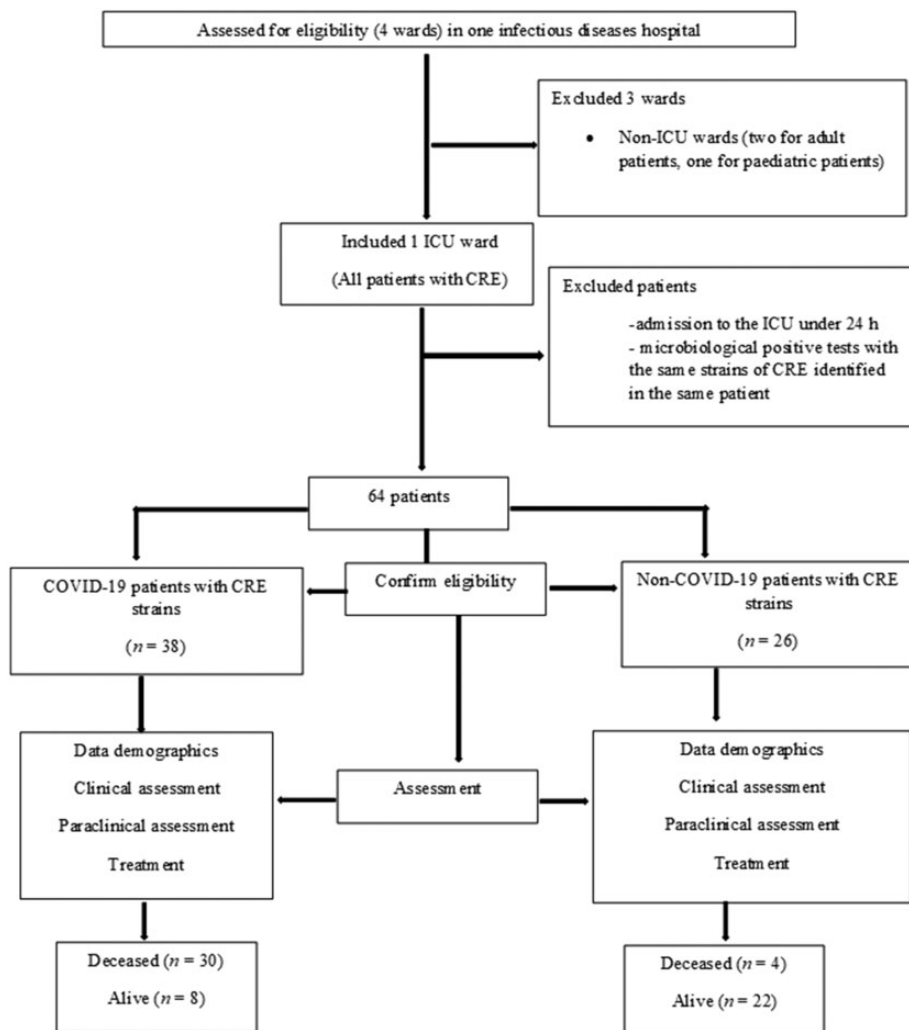 Assessed for eligibility (4 wards) in one infectious diseases hospital
Excluded 3 wards
• Non-ICU wards (two for adult
patients, one for paediatric patients)
Included 1 ICU ward
(All patients with CRE)
Excluded patients
-admission to the ICU under 24 h
- microbiological positive tests with
the same strains of CRE identified
in the same patient
64 patients
COVID-19 patients with CRE
strains
(n = 38)
Confirm eligibility
Non-COVID-19 patients with CRE
strains
(n = 26)
Data demographics
Clinical assessment
Paraclinical assessment
Treatment
Assessment
Data demographics
Clinical assessment
Paraclinical assessment
Treatment
Deceased (n = 30)
Alive (n = 8)
Deceased (n = 4)
Alive (n = 22)